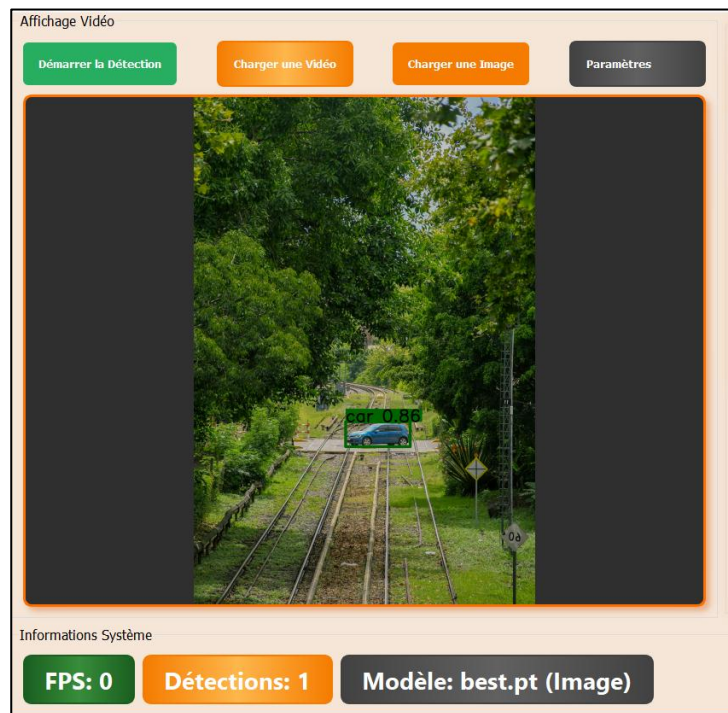 Affichage Vidéo
Démarrer la Détection
Charger une Vidéo
Charger une Image
Paramètres
car 0.86
Informations Système
FPS: 0
Détections: 1
Modèle: best.pt (Image)